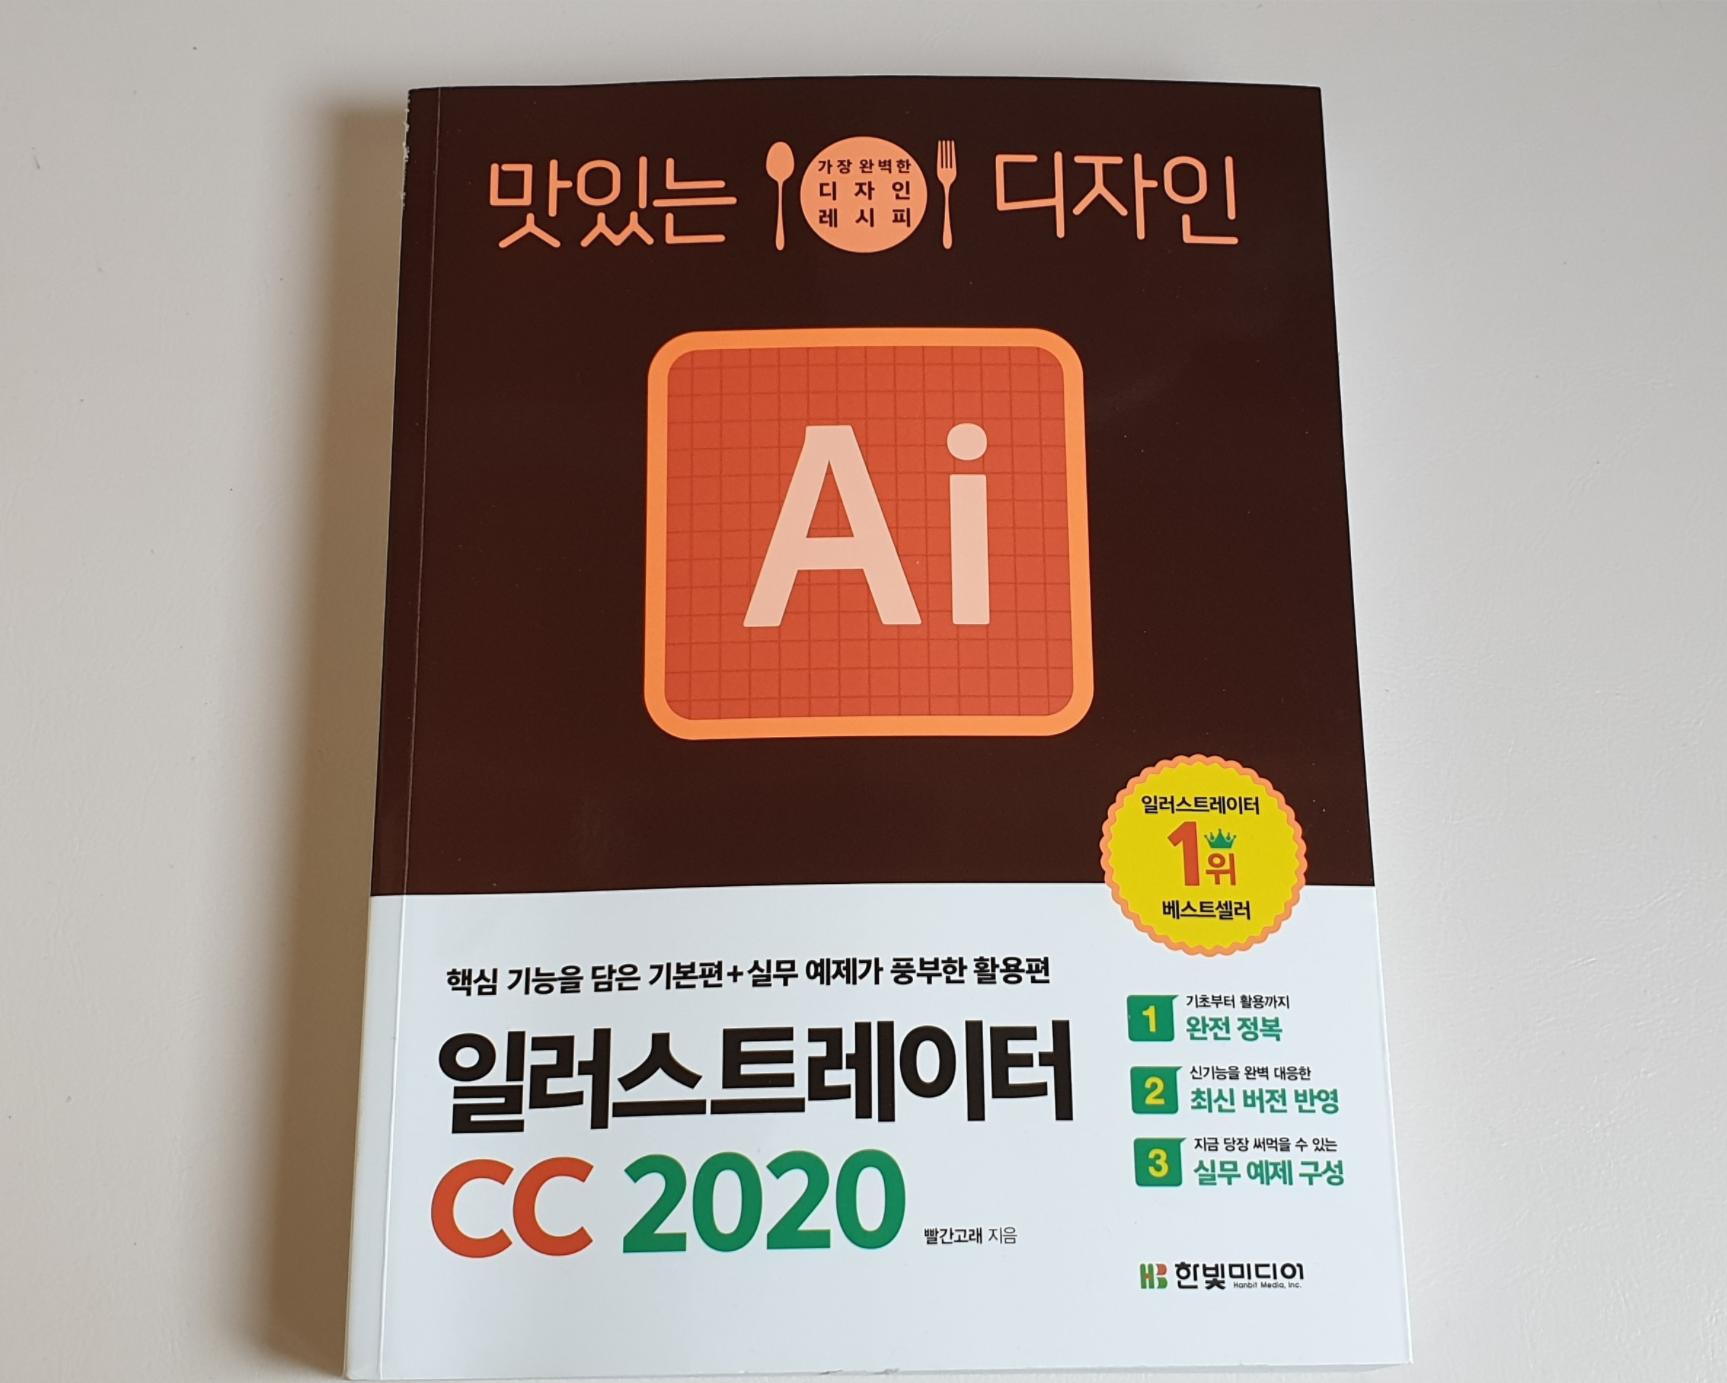 맛있는 디자인
가장 완벽한
디자인
레시피
Ai
일러스트레이터
1위
베스트셀러
핵심 기능을 담은 기본편+실무 예제가 풍부한 활용편
일러스트레이터
CC 2020
빨간고래 지음
1 기초부터 활용까지
완전 정복
2 신기능을 완벽 대응한
최신 버전 반영
3 지금 당장 써먹을 수 있는
실무 예제 구성
HB 한빛미디어
Hanbit Media, Inc.